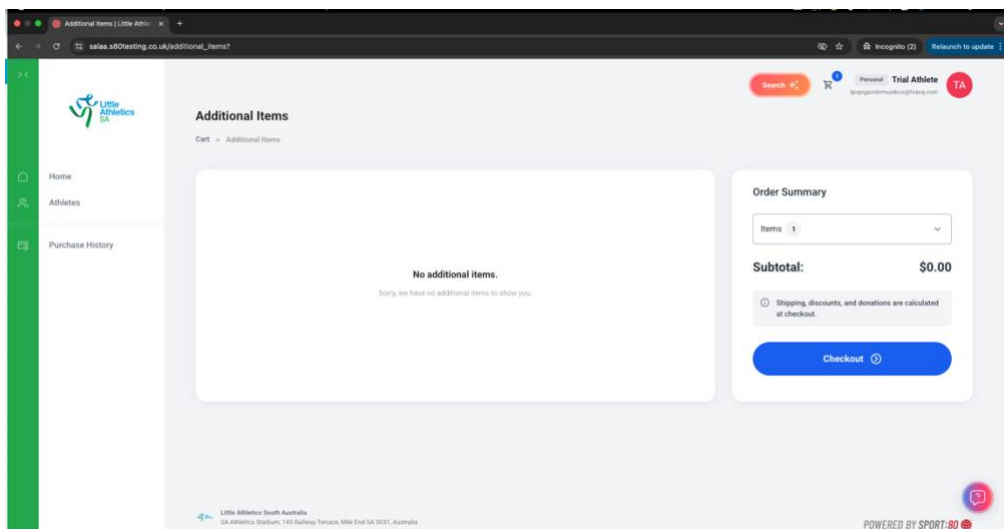 Additional Items | Little Athle
salaa.s80testing.co.uk/additional_items?
Incognito (2)
Relaunch to update
Little
Athletics
SA
Search
1
Personal
Trial Athlete
TA
Additional Items
Cart > Additional Items
Home
Athletes
Purchase History
No additional items.
Sorry, we have no additional items to show you.
Order Summary
Items 1
Subtotal: $0.00
Shipping, discounts, and donations are calculated
at checkout.
Checkout
Little Athletics South Australia
SA Athletics Stadium, 145 Railway Terrace, Mile End SA 5031, Australia
POWERED BY SPORT:80